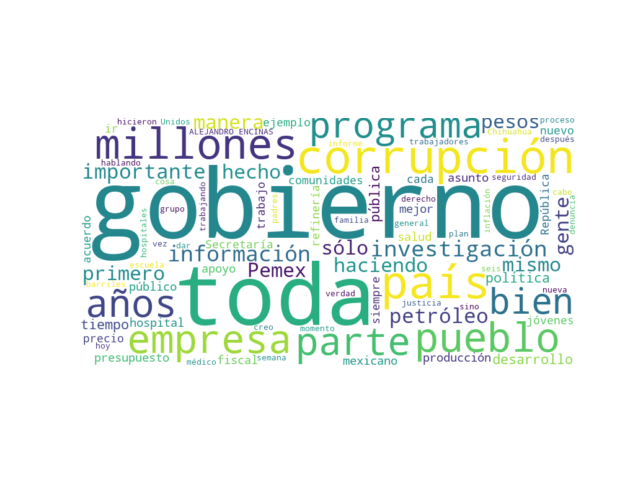 hicieron Unidos manera ejemplo programa pesos Chihuahua proceso
ir ALEJANDRO ENCINAS informe trabajadores nuevo después
millones corrupción
importante hecho comunidades cada asunto seguridad cabo
hablando cosa grupo trabajando trabajo padres familia pública derecho mejor República gente denuncia
gobierno
acuerdo hospitales vez dar Secretaría refinería sólo salud general inflación política
información investigación
primero escuela apoyo Pemex haciendo mismo
barriles público verdad siempre país seis nueva
años toda justicia sino bien
tiempo hospital creo momento petróleo jóvenes
precio hoy empresa parte pueblo
presupuesto médico fiscal semana mexicano producción desarrollo
plan